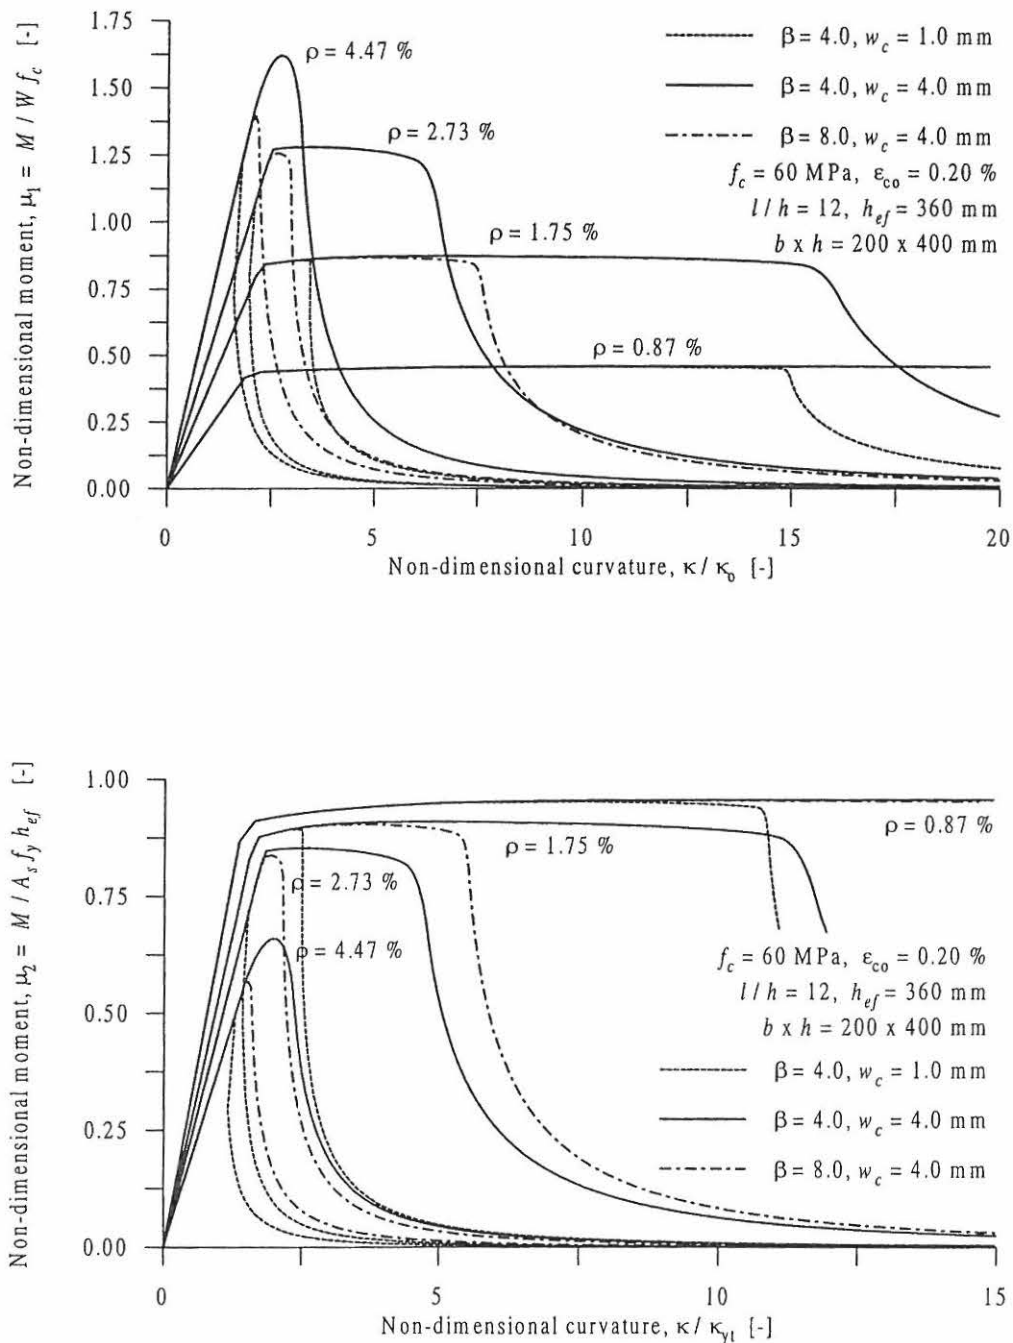 Non-dimensional moment, μ₁ = M / W f_c [-]
1.75
1.50
1.25
1.00
0.75
0.50
0.25
0.00
ρ = 4.47 %
ρ = 2.73 %
ρ = 1.75 %
ρ = 0.87 %
β = 4.0, w_c = 1.0 mm
β = 4.0, w_c = 4.0 mm
β = 8.0, w_c = 4.0 mm
f_c = 60 MPa, ε_co = 0.20 %
l / h = 12, h_ef = 360 mm
b x h = 200 x 400 mm
0 5 10 15 20
Non-dimensional curvature, κ / κ_o [-]
Non-dimensional moment, μ₂ = M / A_s f_y h_ef [-]
1.00
0.75
0.50
0.25
0.00
ρ = 0.87 %
ρ = 1.75 %
ρ = 2.73 %
ρ = 4.47 %
f_c = 60 MPa, ε_co = 0.20 %
l / h = 12, h_ef = 360 mm
b x h = 200 x 400 mm
β = 4.0, w_c = 1.0 mm
β = 4.0, w_c = 4.0 mm
β = 8.0, w_c = 4.0 mm
0 5 10 15
Non-dimensional curvature, κ / κ_yt [-]